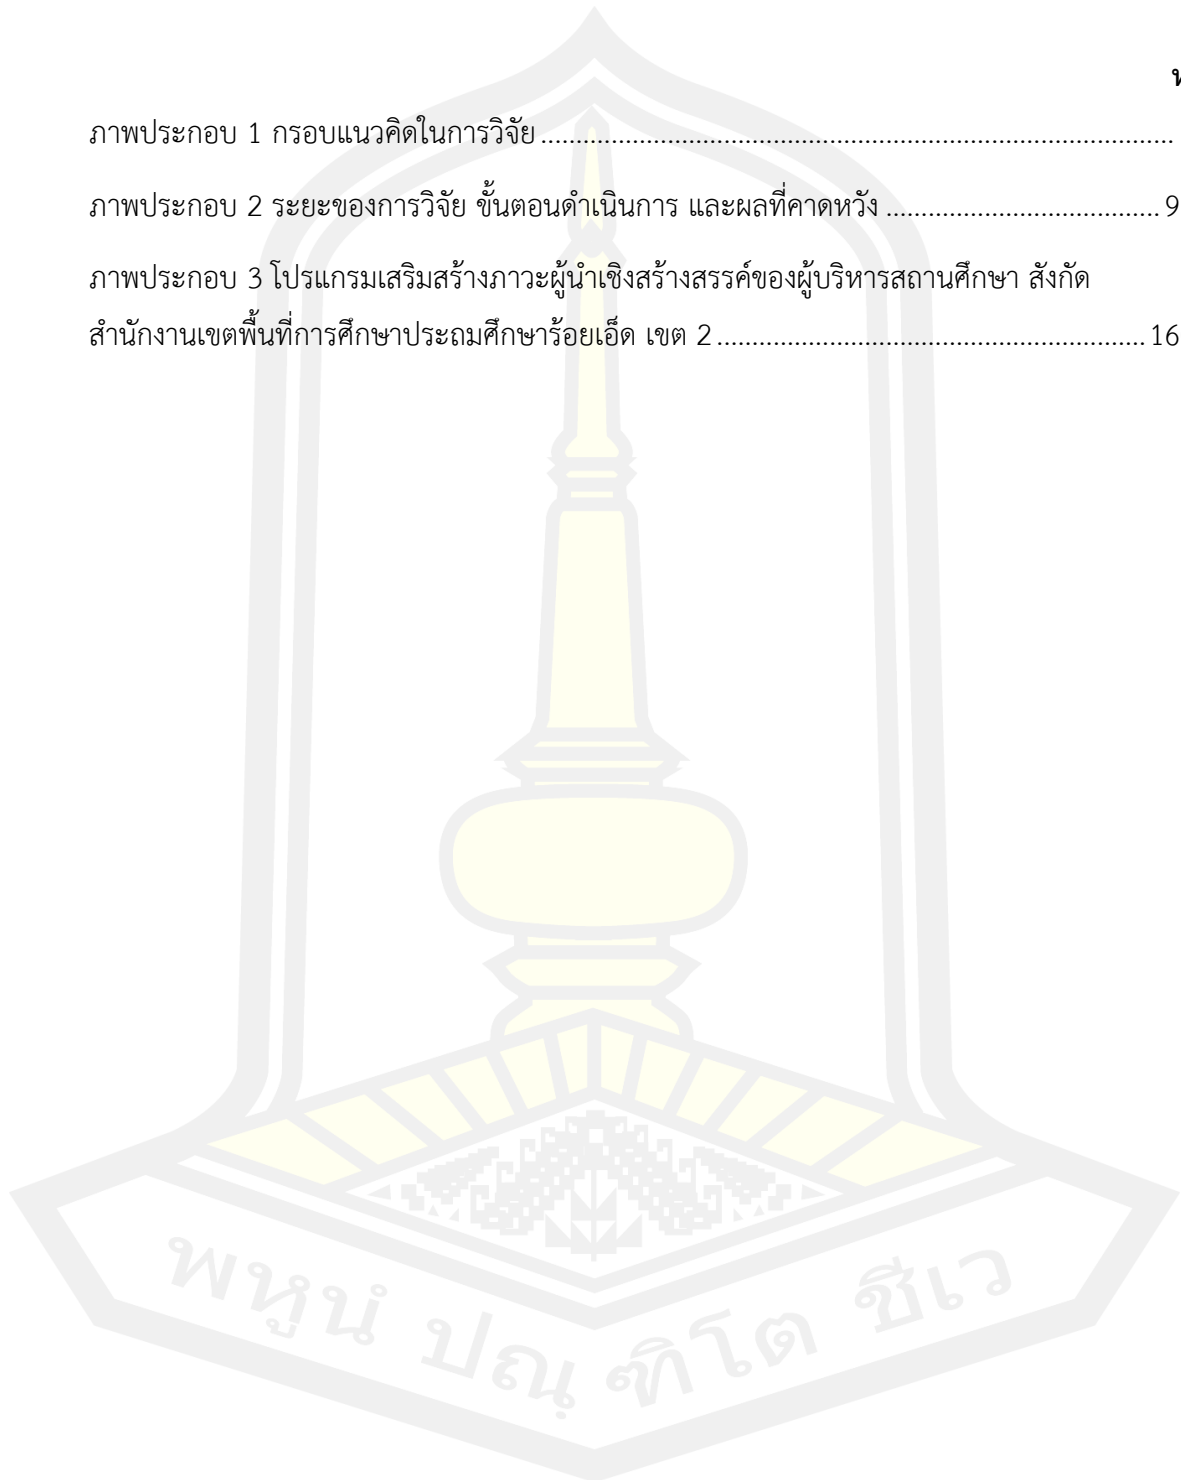 ภาพประกอบ 1 กรอบแนวคิดในการวิจัย ..........................................................................................
ภาพประกอบ 2 ระยะของการวิจัย ขั้นตอนดำเนินการ และผลที่คาดหวัง ....................................... 9
ภาพประกอบ 3 โปรแกรมเสริมสร้างภาวะผู้นำเชิงสร้างสรรค์ของผู้บริหารสถานศึกษา สังกัด
สำนักงานเขตพื้นที่การศึกษาประถมศึกษาร้อยเอ็ด เขต 2 ............................................................. 16
พหูนํ ปณฺฑิโต ชีเว